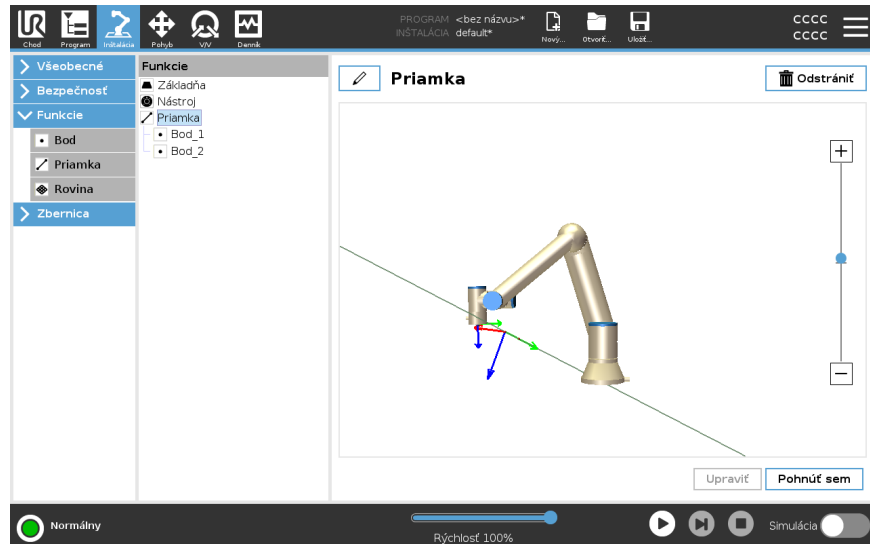 UR
PROGRAM <bez názvu>*
INŠTALÁCIA default*
cccc
cccc
Chod Program Inštalácia Pohyb V/V Denník Nový... Otvoriť... Uložiť...
Všeobecné
Bezpečnosť
Funkcie
Bod
Priamka
Rovina
Zbernica
Funkcie
Základňa
Nástroj
Priamka
Bod_1
Bod_2
Priamka
Odstrániť
+
−
Upraviť Pohnúť sem
Normálny
Rýchlosť 100%
Simulácia